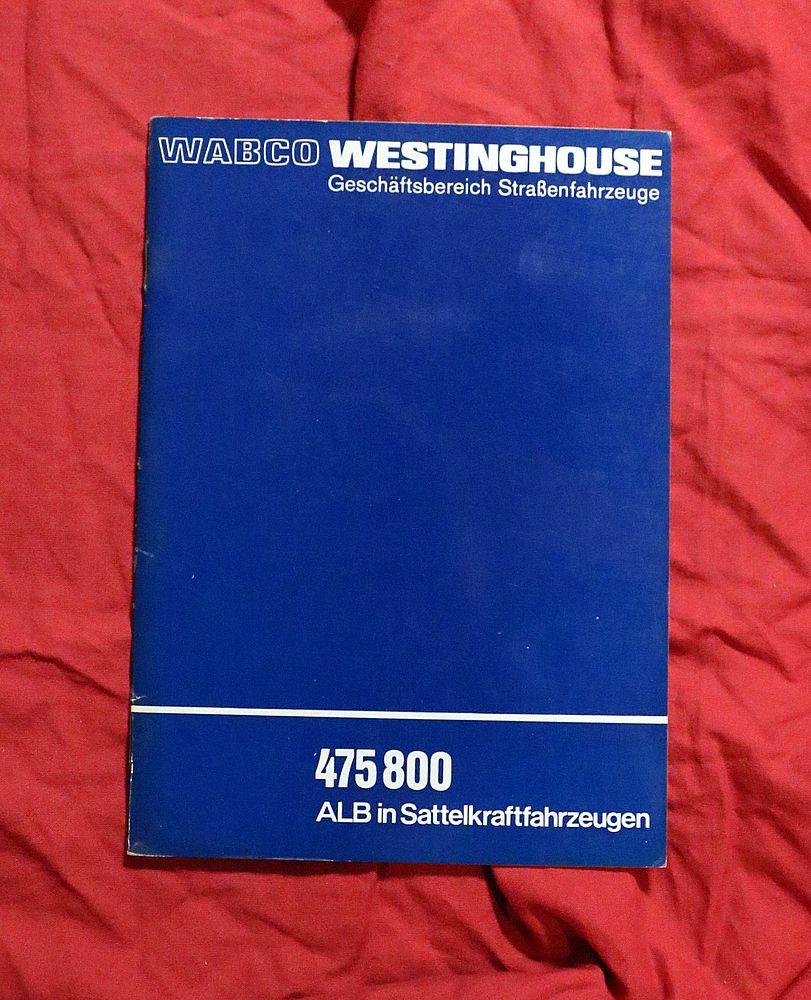 WABCO WESTINGHOUSE
Geschäftsbereich Straßenfahrzeuge
475 800
ALB in Sattelkraftfahrzeugen